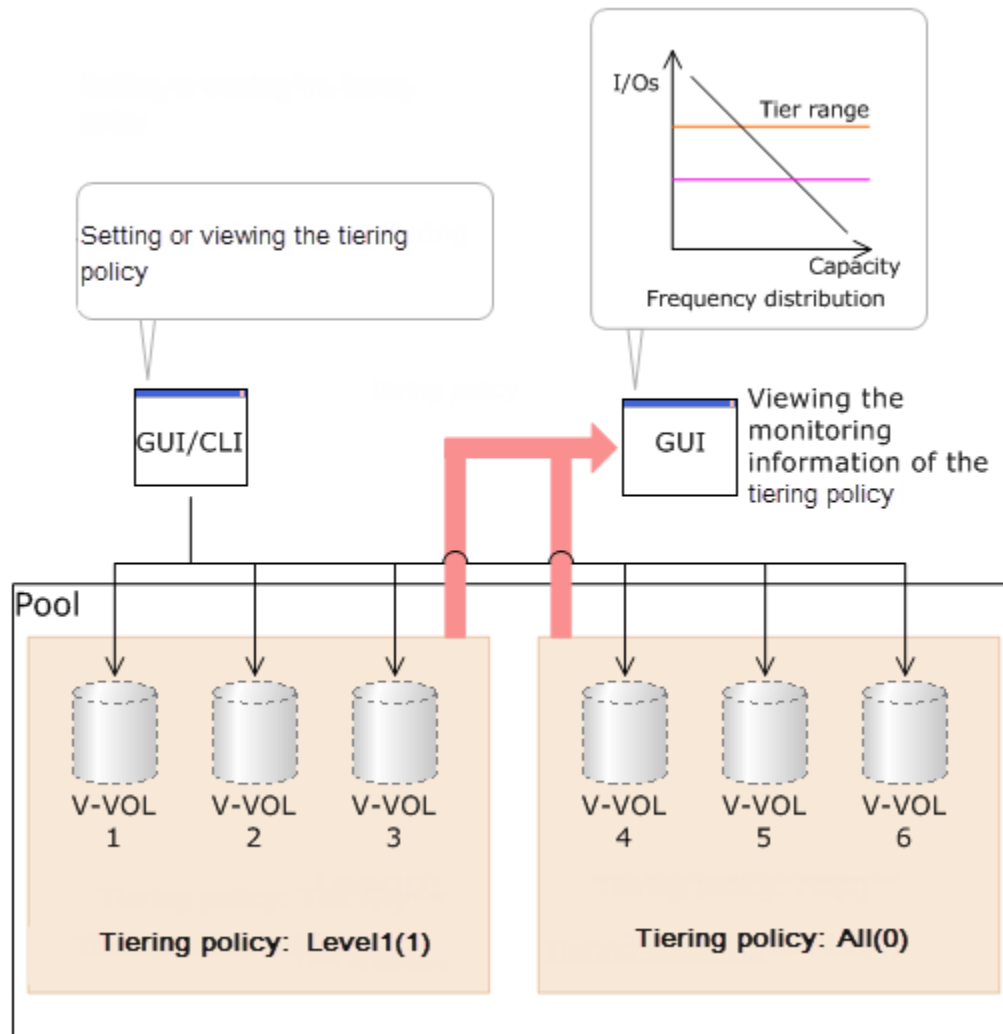 I/Os
Tier range
Capacity
Frequency distribution
Setting or viewing the tiering
policy
GUI/CLI
GUI
Viewing the
monitoring
information of the
tiering policy
Pool
V-VOL
1
V-VOL
2
V-VOL
3
V-VOL
4
V-VOL
5
V-VOL
6
Tiering policy: Level1(1)
Tiering policy: All(0)